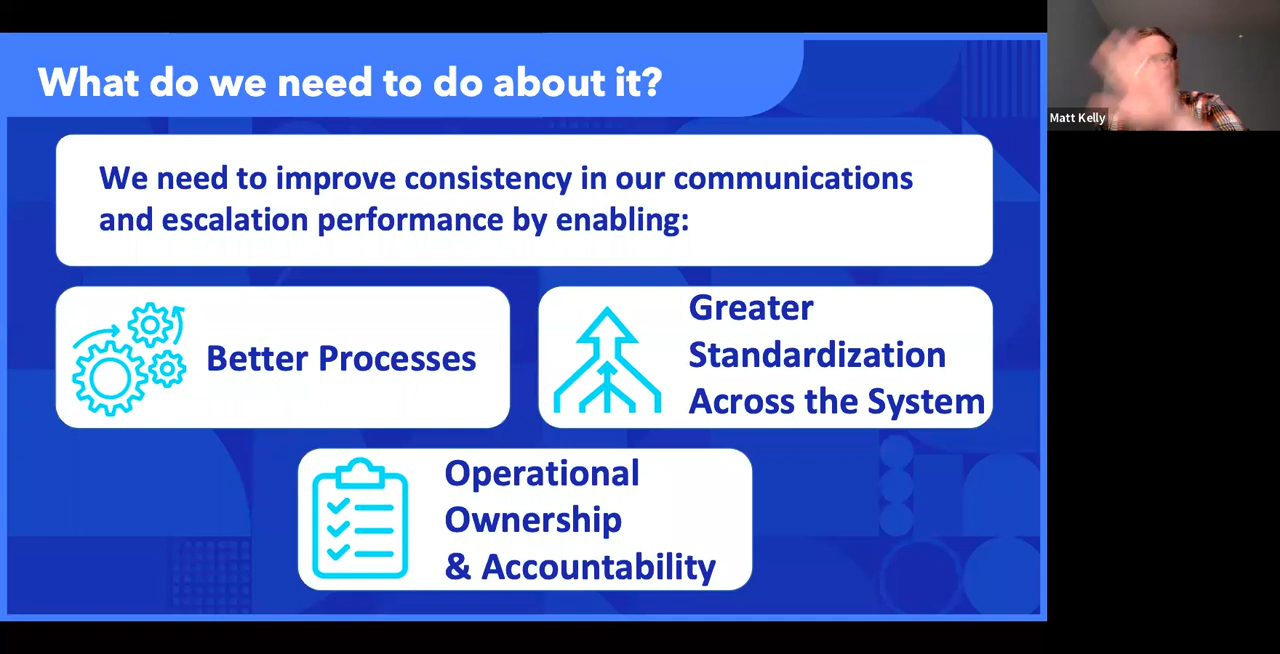 What do we need to do about it?
Matt Kelly
We need to improve consistency in our communications
and escalation performance by enabling:
Better Processes
Greater
Standardization
Across the System
Operational
Ownership
& Accountability